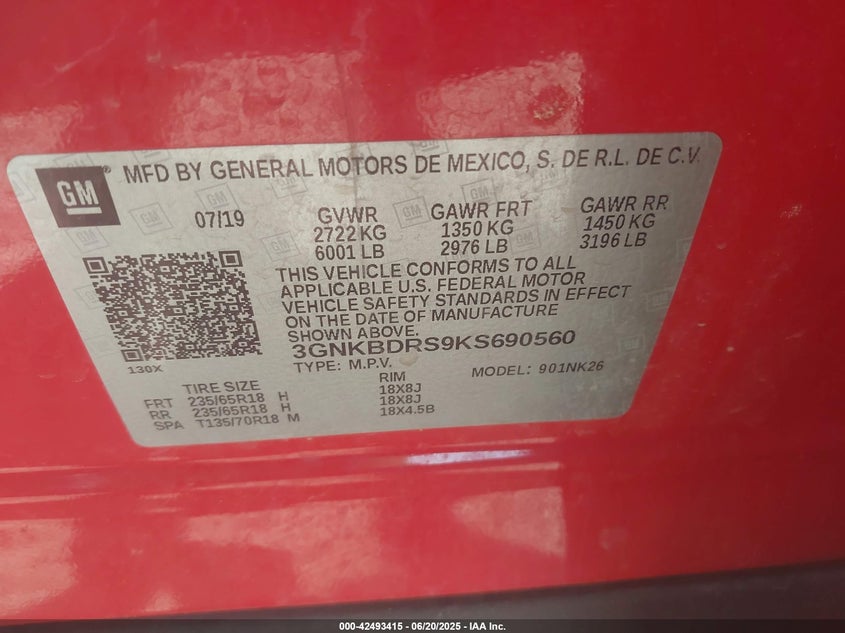 GM
MFD BY GENERAL MOTORS DE MEXICO, S. DE R.L. DE C.V.
07/19 GVWR GAWR FRT GAWR RR
2722 KG 1350 KG 1450 KG
6001 LB 2976 LB 3196 LB
THIS VEHICLE CONFORMS TO ALL
APPLICABLE U.S. FEDERAL MOTOR
VEHICLE SAFETY STANDARDS IN EFFECT
ON THE DATE OF MANUFACTURE
SHOWN ABOVE.
3GNKBDRS9KS690560
130X
TYPE: M.P.V. MODEL: 901NK26
TIRE SIZE RIM
FRT 235/65R18 H 18X8J
RR 235/65R18 H 18X8J
SPA T135/70R18 M 18X4.5B
000-42493415 - 06/20/2025 - IAA Inc.